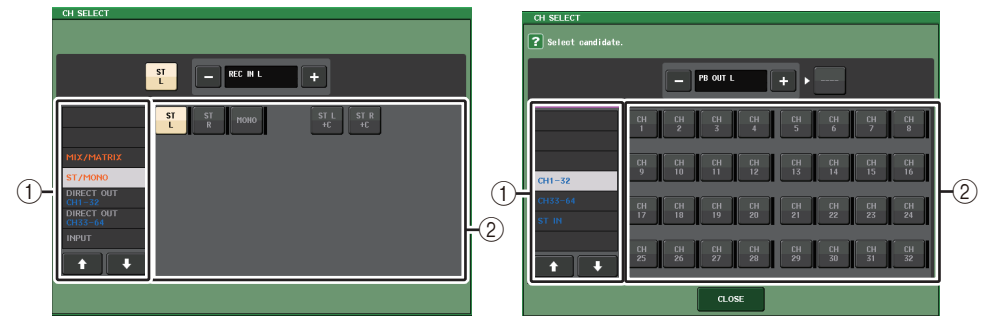 CH SELECT
ST L
− REC IN L +
ST L ST R MONO ST L +C ST R +C
MIX/MATRIX
ST/MONO
DIRECT OUT
CH1-32
DIRECT OUT
CH33-64
INPUT
1
2
CH SELECT
? Select candidate.
− PB OUT L + ----
CH 1 CH 2 CH 3 CH 4 CH 5 CH 6 CH 7 CH 8
CH 9 CH 10 CH 11 CH 12 CH 13 CH 14 CH 15 CH 16
CH1-32
CH33-64
ST IN
CH 17 CH 18 CH 19 CH 20 CH 21 CH 22 CH 23 CH 24
CH 25 CH 26 CH 27 CH 28 CH 29 CH 30 CH 31 CH 32
1
2
CLOSE